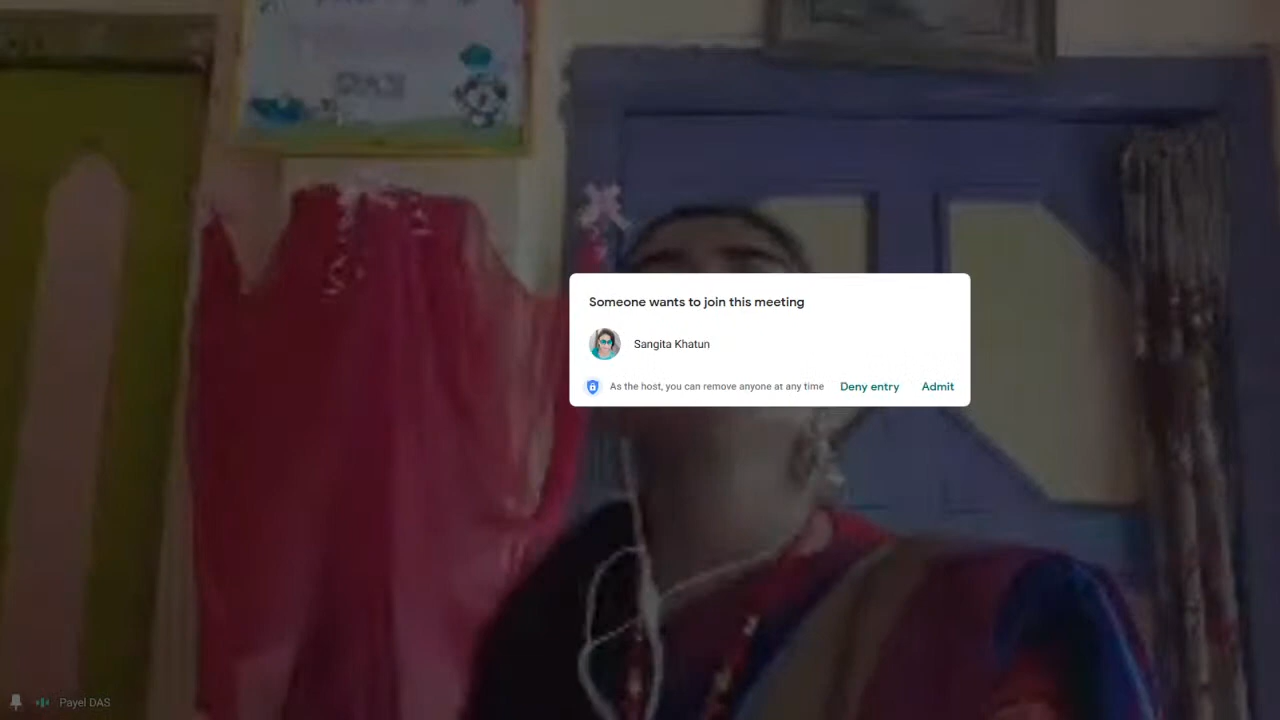 Someone wants to join this meeting
Sangita Khatun
As the host, you can remove anyone at any time
Deny entry
Admit
Payel DAS